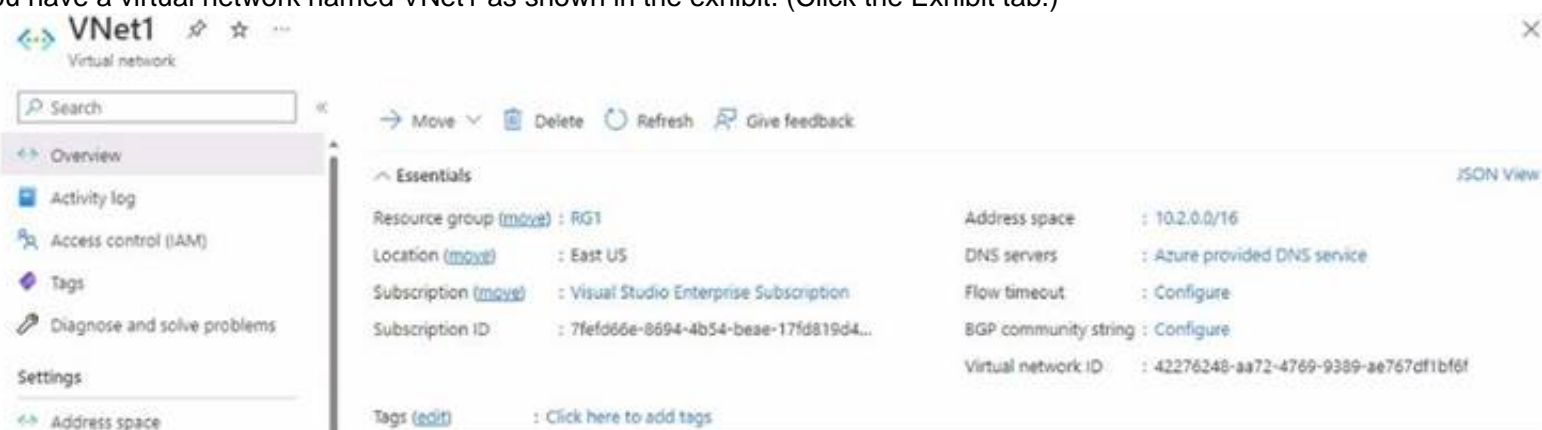 ou have a virtual network named VNet1 as shown in the exhibit. (Click the Exhibit tab.)
VNet1
Virtual network
Search
Move Delete Refresh Give feedback
Overview
Essentials JSON View
Activity log
Resource group (move) : RG1 Address space : 10.2.0.0/16
Access control (IAM)
Location (move) : East US DNS servers : Azure provided DNS service
Tags
Subscription (move) : Visual Studio Enterprise Subscription Flow timeout : Configure
Diagnose and solve problems
Subscription ID : 7fefd66e-8694-4b54-beae-17fd819d4... BGP community string : Configure
Settings
Virtual network ID : 42276248-aa72-4769-9389-ae767df1bf6f
Address space
Tags (edit) : Click here to add tags